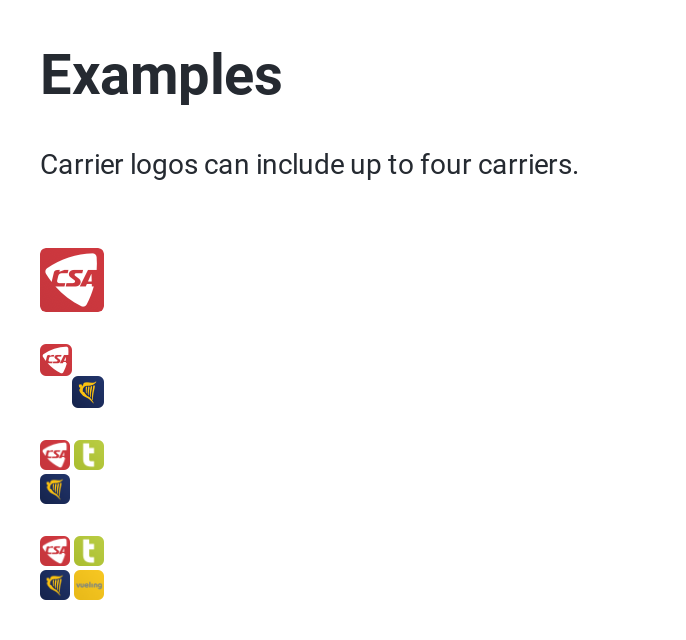 Examples
Carrier logos can include up to four carriers.
CSA
CSA
CSA t
CSA t
vueling